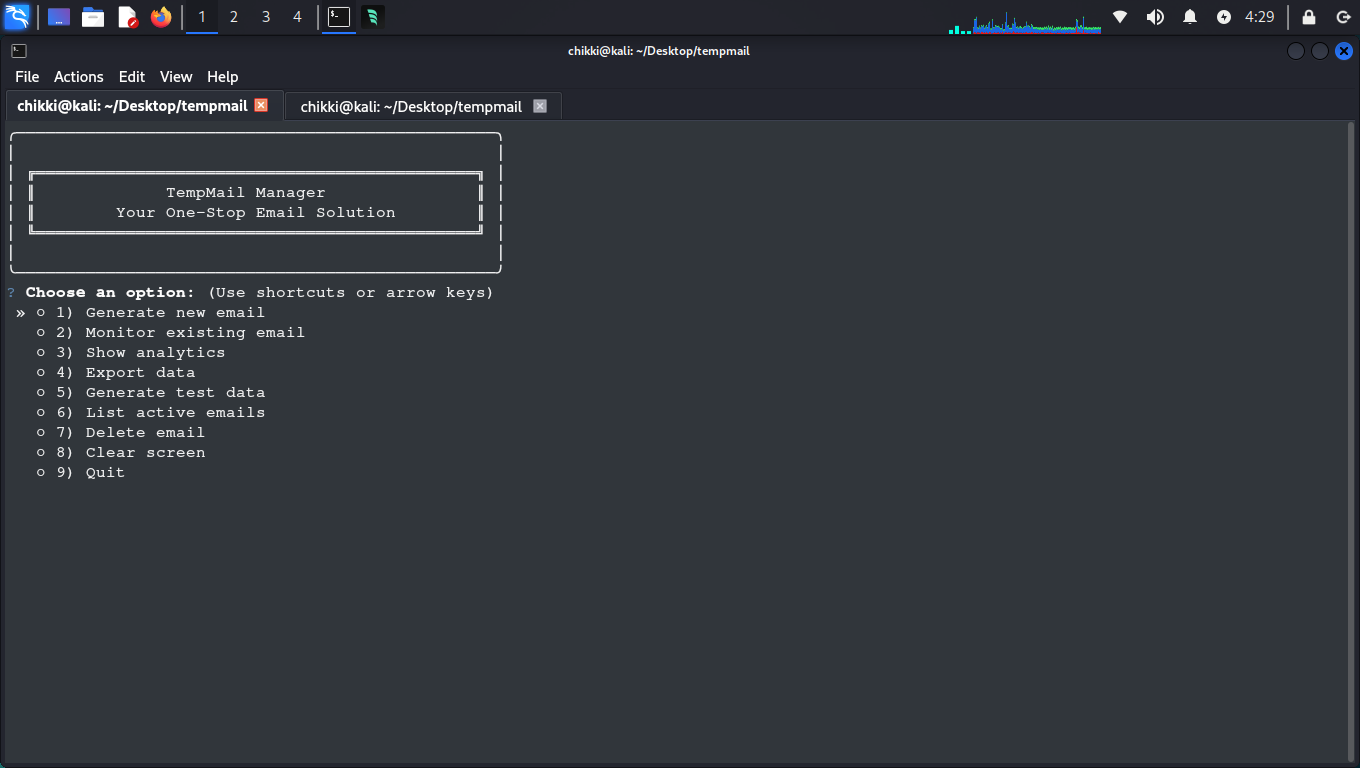 1 2 3 4 4:29
chikki@kali: ~/Desktop/tempmail
File Actions Edit View Help
chikki@kali: ~/Desktop/tempmail chikki@kali: ~/Desktop/tempmail
TempMail Manager
Your One-Stop Email Solution
? Choose an option: (Use shortcuts or arrow keys)
» ○ 1) Generate new email
○ 2) Monitor existing email
○ 3) Show analytics
○ 4) Export data
○ 5) Generate test data
○ 6) List active emails
○ 7) Delete email
○ 8) Clear screen
○ 9) Quit